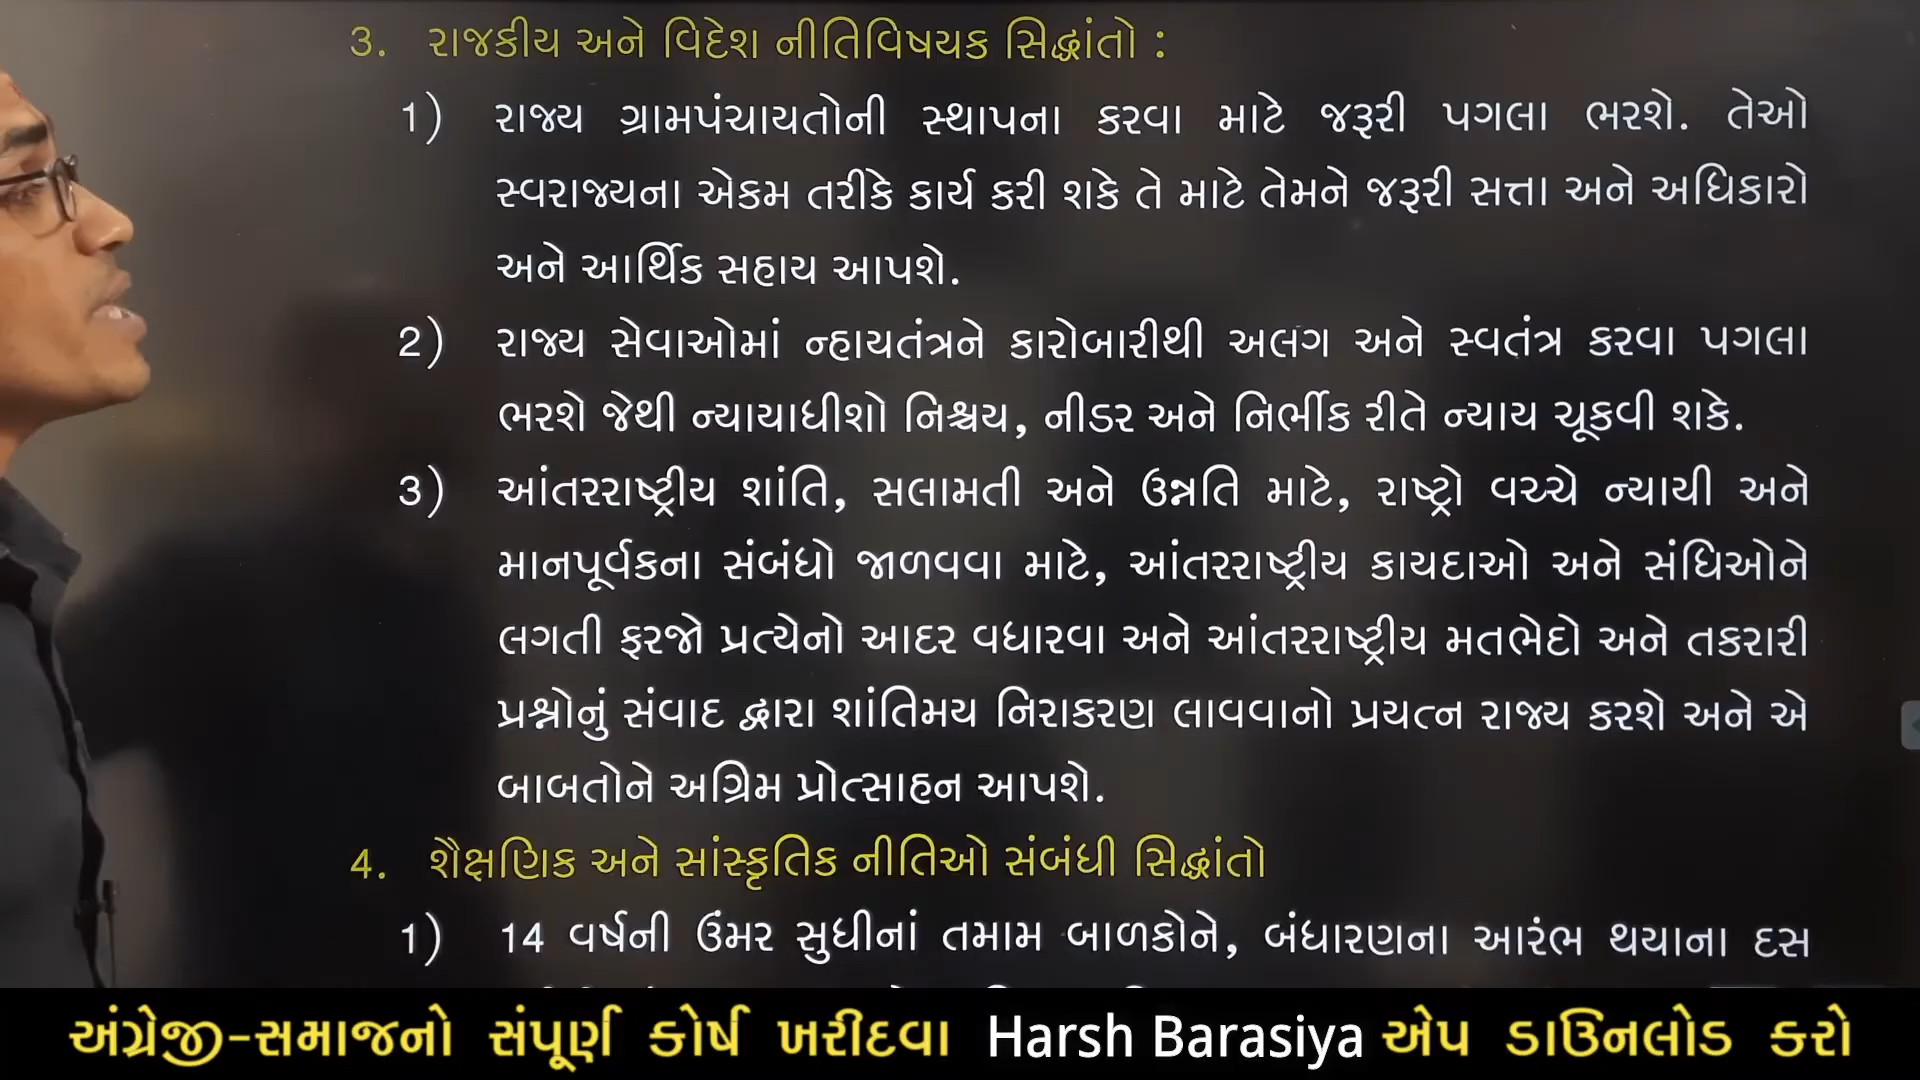 3. રાજકીય અને વિદેશ નીતિવિષયક સિદ્ધાંતો :
1) રાજ્ય ગ્રામપંચાયતોની સ્થાપના કરવા માટે જરૂરી પગલા ભરશે. તેઓ
સ્વરાજ્યના એકમ તરીકે કાર્ય કરી શકે તે માટે તેમને જરૂરી સત્તા અને અધિકારો
અને આર્થિક સહાય આપશે.
2) રાજ્ય સેવાઓમાં ન્હાયતંત્રને કારોબારીથી અલગ અને સ્વતંત્ર કરવા પગલા
ભરશે જેથી ન્યાયાધીશો નિશ્ચય, નીડર અને નિર્ભીક રીતે ન્યાય ચૂકવી શકે.
3) આંતરરાષ્ટ્રીય શાંતિ, સલામતી અને ઉન્નતિ માટે, રાષ્ટ્રો વચ્ચે ન્યાયી અને
માનપૂર્વકના સંબંધો જાળવવા માટે, આંતરરાષ્ટ્રીય કાયદાઓ અને સંધિઓને
લગતી ફરજો પ્રત્યેનો આદર વધારવા અને આંતરરાષ્ટ્રીય મતભેદો અને તકરારી
પ્રશ્નોનું સંવાદ દ્વારા શાંતિમય નિરાકરણ લાવવાનો પ્રયત્ન રાજ્ય કરશે અને એ
બાબતોને અગ્રિમ પ્રોત્સાહન આપશે.
4. શૈક્ષણિક અને સાંસ્કૃતિક નીતિઓ સંબંધી સિદ્ધાંતો
1) 14 વર્ષની ઉંમર સુધીનાં તમામ બાળકોને, બંધારણના આરંભ થયાના દસ
અંગ્રેજી-સમાજનો સંપૂર્ણ કોર્ષ ખરીદવા Harsh Barasiya એપ ડાઉનલોડ કરો